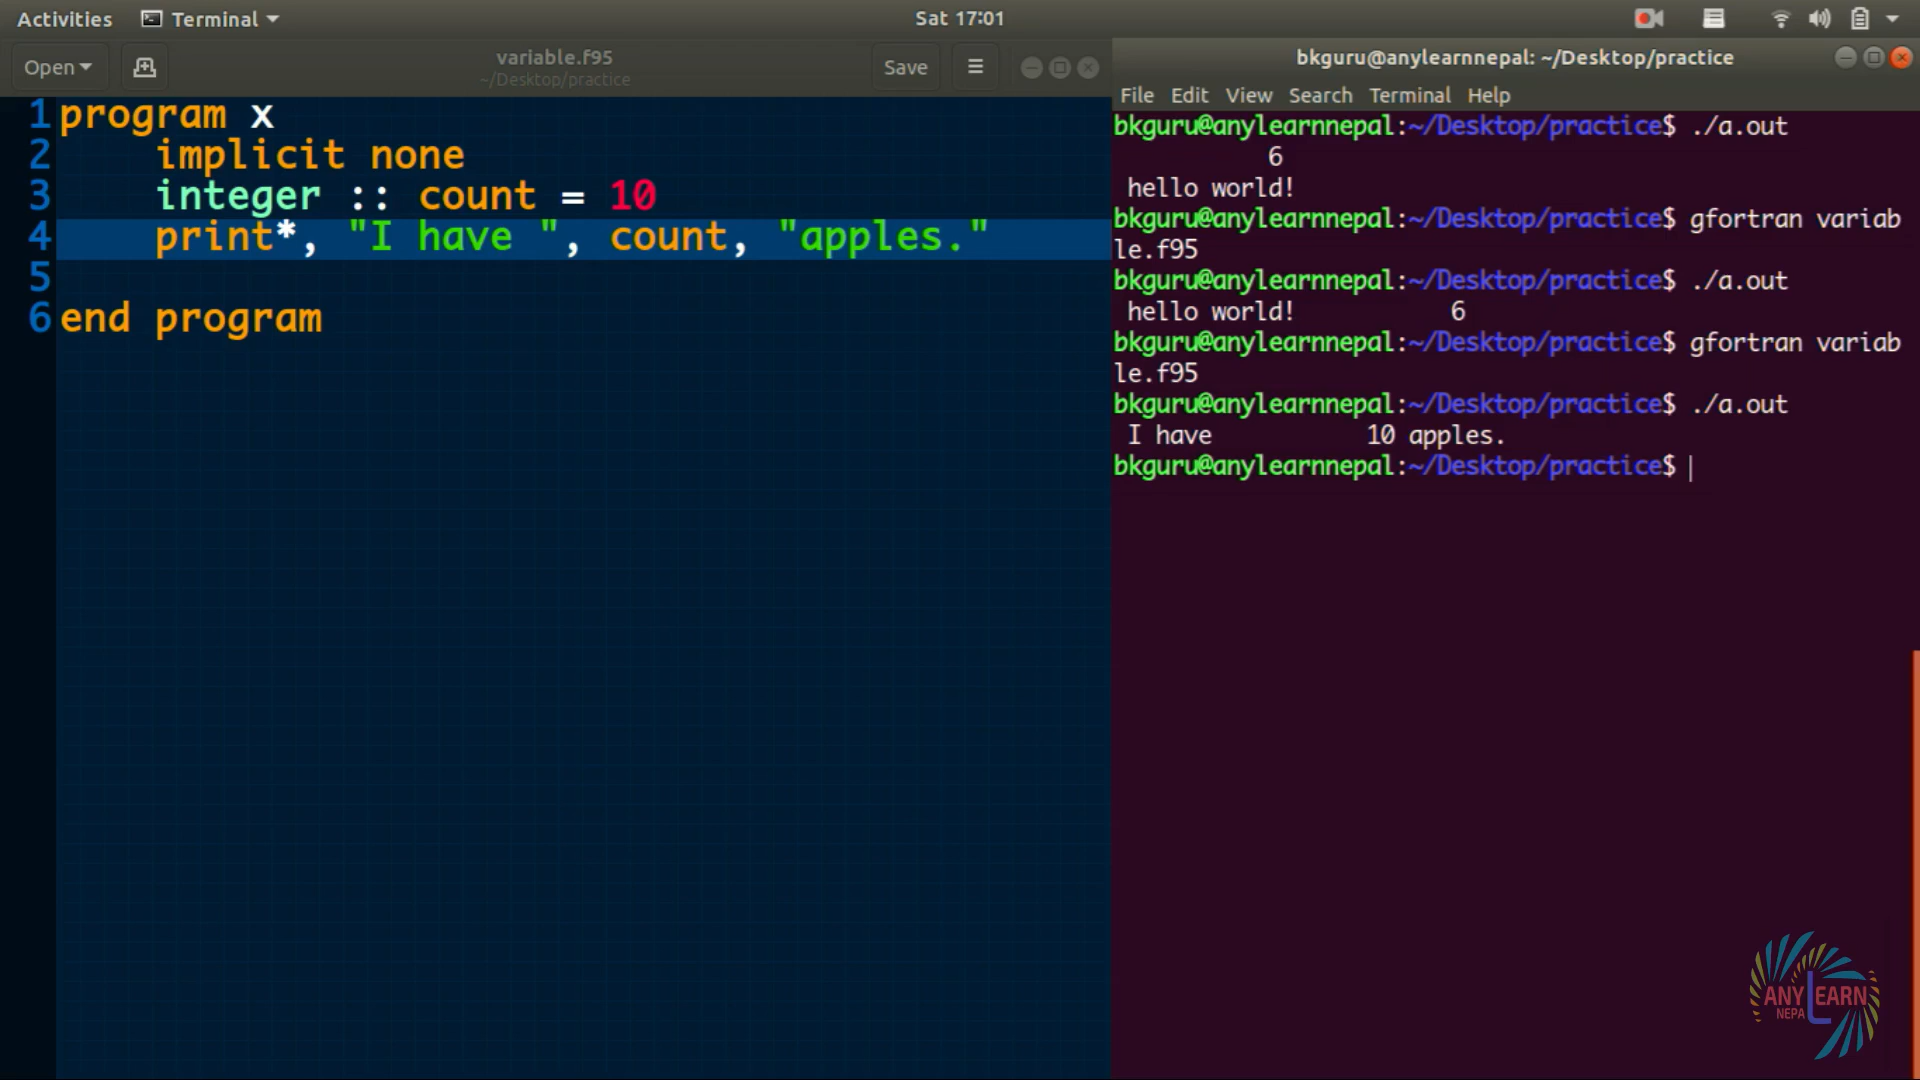 Activities Terminal Sat 17:01
Open variable.f95 Save
~/Desktop/practice
1 program x
2 implicit none
3 integer :: count = 10
4 print*, "I have ", count, "apples."
5
6 end program
bkguru@anylearnnepal: ~/Desktop/practice
File Edit View Search Terminal Help
bkguru@anylearnnepal:~/Desktop/practice$ ./a.out
6
hello world!
bkguru@anylearnnepal:~/Desktop/practice$ gfortran variab
le.f95
bkguru@anylearnnepal:~/Desktop/practice$ ./a.out
hello world! 6
bkguru@anylearnnepal:~/Desktop/practice$ gfortran variab
le.f95
bkguru@anylearnnepal:~/Desktop/practice$ ./a.out
I have 10 apples.
bkguru@anylearnnepal:~/Desktop/practice$
ANY LEARN
NEPAL